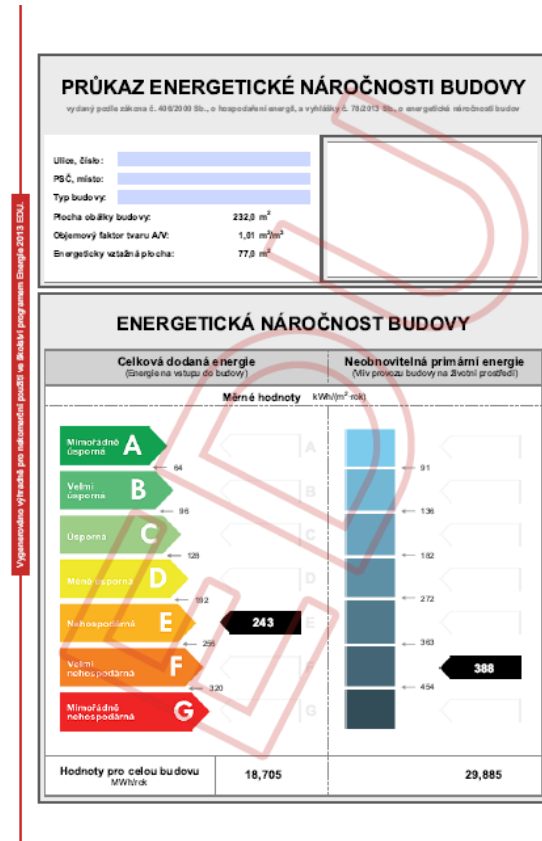 PRŮKAZ ENERGETICKÉ NÁROČNOSTI BUDOVY
vydaný podle zákona č. 406/2000 Sb., o hospodaření energií, a vyhlášky č. 78/2013 Sb., o energetické náročnosti budov
Ulice, číslo:
PSČ, místo:
Typ budovy:
Plocha obálky budovy: 232,0 m²
Objemový faktor tvaru A/V: 1,01 m²/m³
Energeticky vztažná plocha: 77,0 m²
Vygenerováno výhradně pro nekomerční použití ve školství programem Energie 2013 EDU.
ENERGETICKÁ NÁROČNOST BUDOVY
Celková dodaná energie
(Energie na vstupu do budovy)
Neobnovitelná primární energie
(Vliv provozu budovy na životní prostředí)
Měrné hodnoty kWh/(m² rok)
Mimořádně úsporná A A
64 91
Velmi úsporná B B
96 136
Úsporná C C
128 182
Méně úsporná D D
192 272
Nehospodárná E 243 E
256 363
Velmi nehospodárná F F 388
320 454
Mimořádně nehospodárná G G
Hodnoty pro celou budovu
MWh/rok
18,705 29,885
EDU